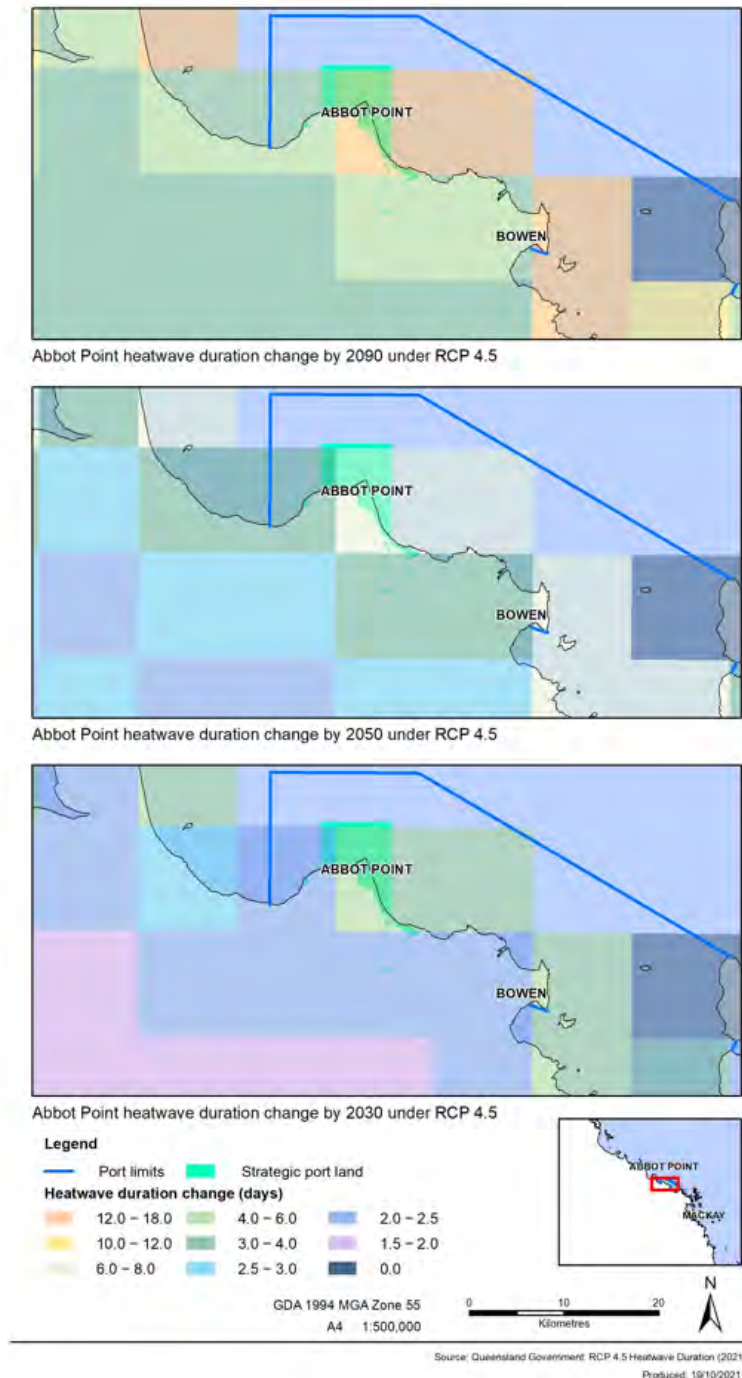 ABBOT POINT
BOWEN
Abbot Point heatwave duration change by 2090 under RCP 4.5
ABBOT POINT
BOWEN
Abbot Point heatwave duration change by 2050 under RCP 4.5
ABBOT POINT
BOWEN
Abbot Point heatwave duration change by 2030 under RCP 4.5
Legend
Port limits Strategic port land
Heatwave duration change (days)
12.0 – 18.0 4.0 – 6.0 2.0 – 2.5
10.0 – 12.0 3.0 – 4.0 1.5 – 2.0
6.0 – 8.0 2.5 – 3.0 0.0
ABBOT POINT
MACKAY
GDA 1994 MGA Zone 55
A4 1:500,000
0 10 20
Kilometres
N
Source: Queensland Government: RCP 4.5 Heatwave Duration (2021
Produced: 19/10/2021